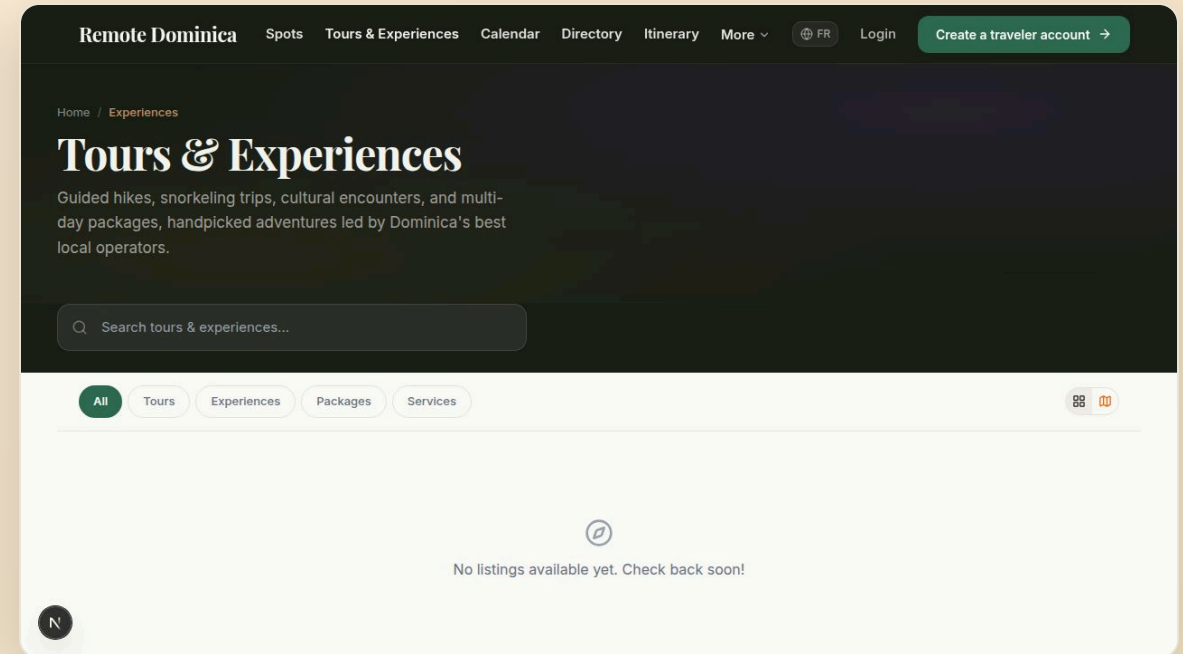 Remote Dominica
Spots
Tours & Experiences
Calendar
Directory
Itinerary
More
FR
Login
Create a traveler account
Home / Experiences
Tours & Experiences
Guided hikes, snorkeling trips, cultural encounters, and multi-
day packages, handpicked adventures led by Dominica's best
local operators.
Search tours & experiences...
All
Tours
Experiences
Packages
Services
No listings available yet. Check back soon!
N